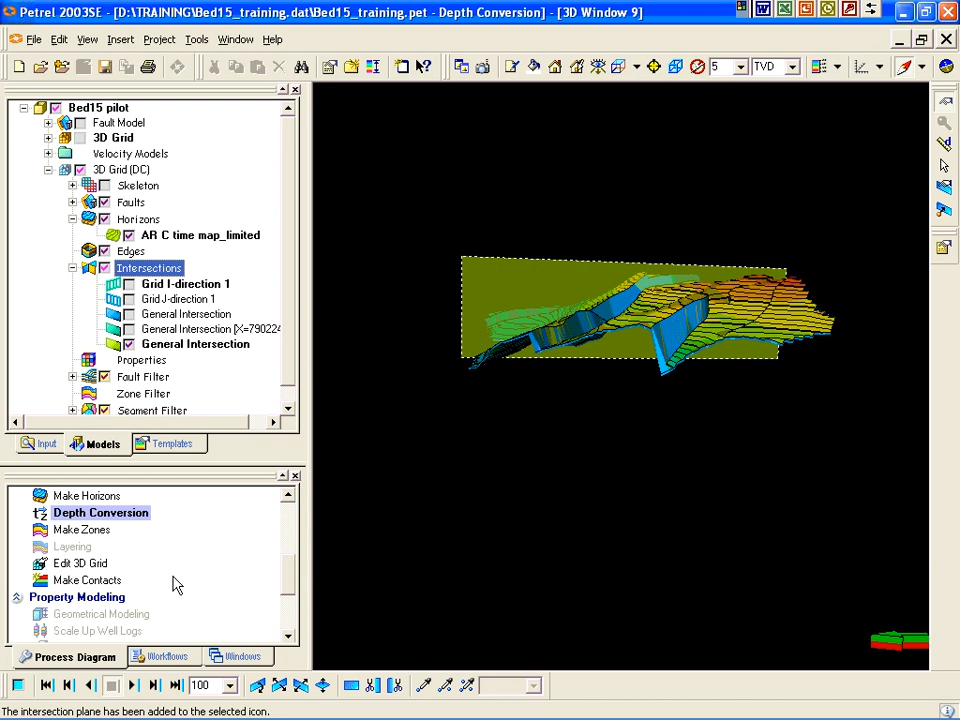 Petrel 2003SE - [D:\TRAINING\Bed15_training.dat\Bed15_training.pet - Depth Conversion] - [3D Window 9]
File Edit View Insert Project Tools Window Help
5 TVD
Bed15 pilot
Fault Model
3D Grid
Velocity Models
3D Grid (DC)
Skeleton
Faults
Horizons
AR C time map_limited
Edges
Intersections
Grid I-direction 1
Grid J-direction 1
General Intersection
General Intersection [X=790224
General Intersection
Properties
Fault Filter
Zone Filter
Segment Filter
Input Models Templates
Make Horizons
Depth Conversion
Make Zones
Layering
Edit 3D Grid
Make Contacts
Property Modeling
Geometrical Modeling
Scale Up Well Logs
Process Diagram Workflows Windows
100
The intersection plane has been added to the selected icon.